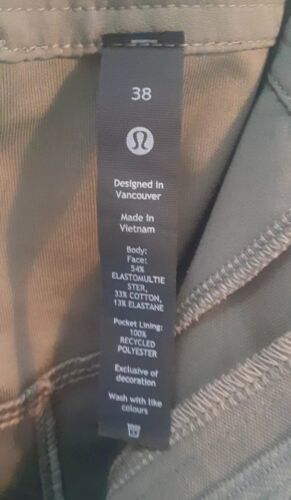 38
Designed in
Vancouver
Made in
Vietnam
Body:
Face:
54%
ELASTOMULTIE
STER,
33% COTTON,
13% ELASTANE
Pocket Lining:
100%
RECYCLED
POLYESTER
Exclusive of
decoration
Wash with like
colours